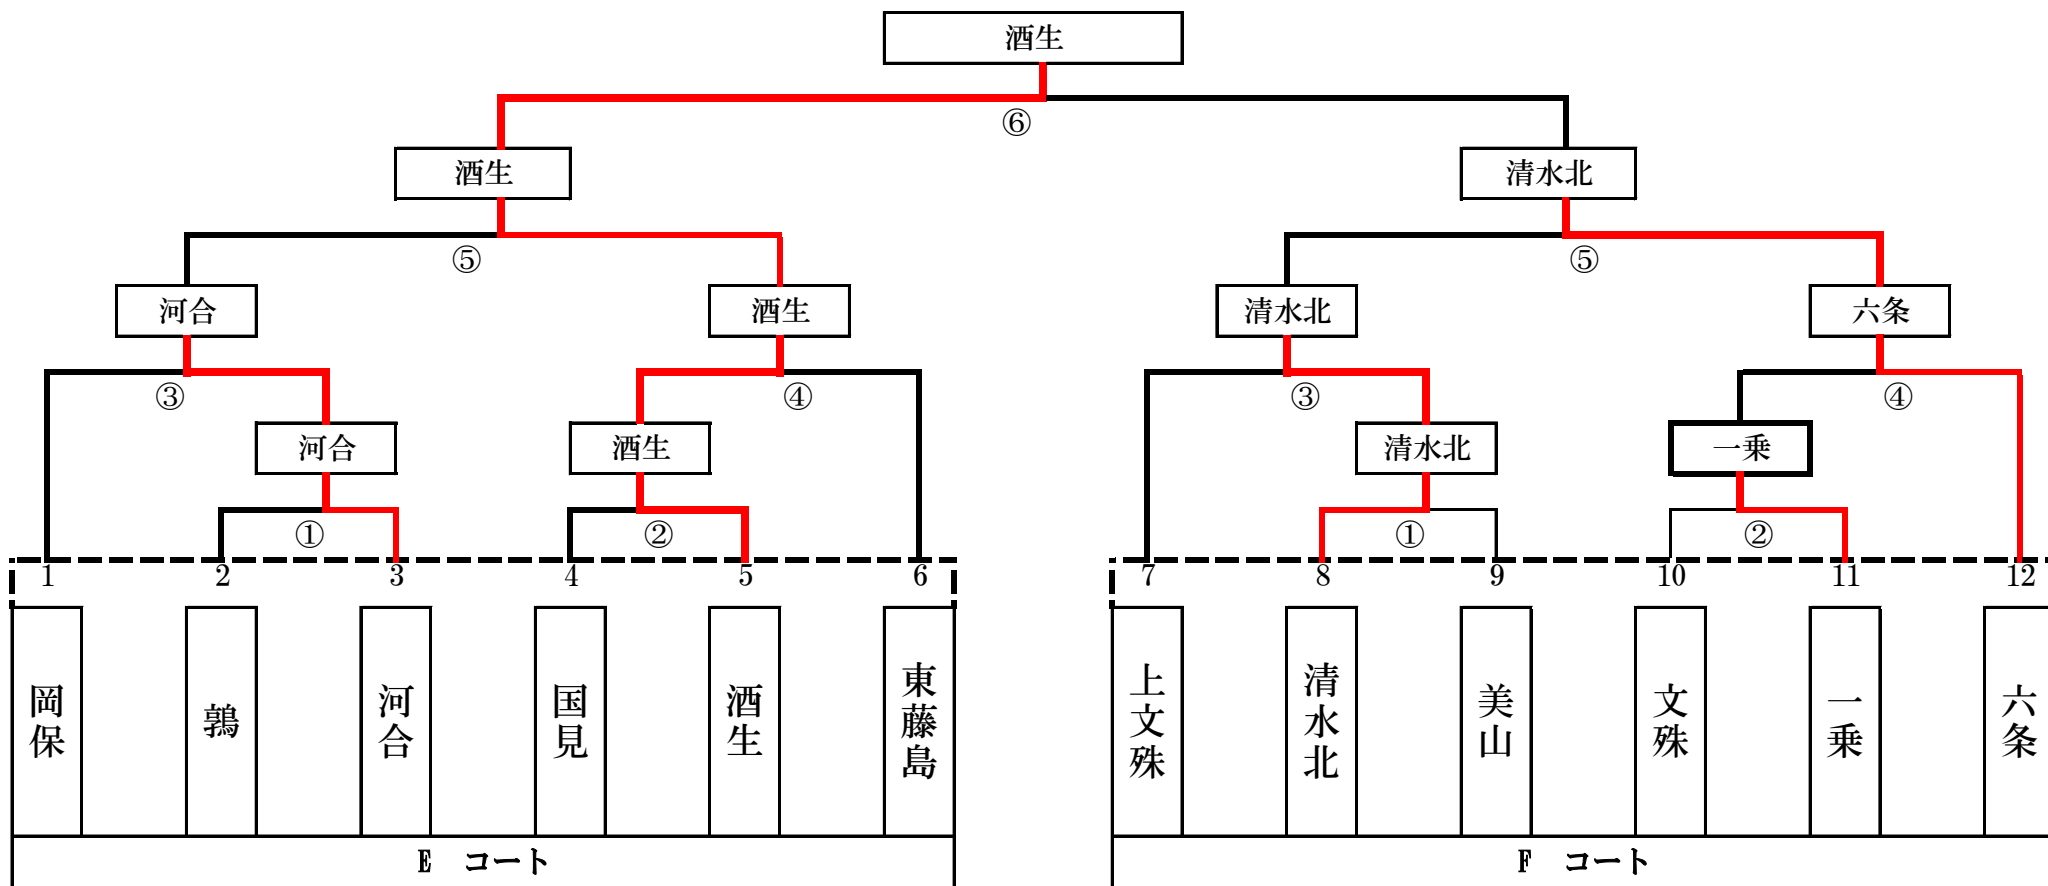 酒生
⑥
酒生
清水北
⑤
⑤
河合
酒生
清水北
六条
③
④
③
④
河合
酒生
清水北
一乗
①
②
①
②
1
2
3
4
5
6
7
8
9
10
11
12
岡保
鶉
河合
国見
酒生
東藤島
上文殊
清水北
美山
文殊
一乗
六条
E コート
F コート